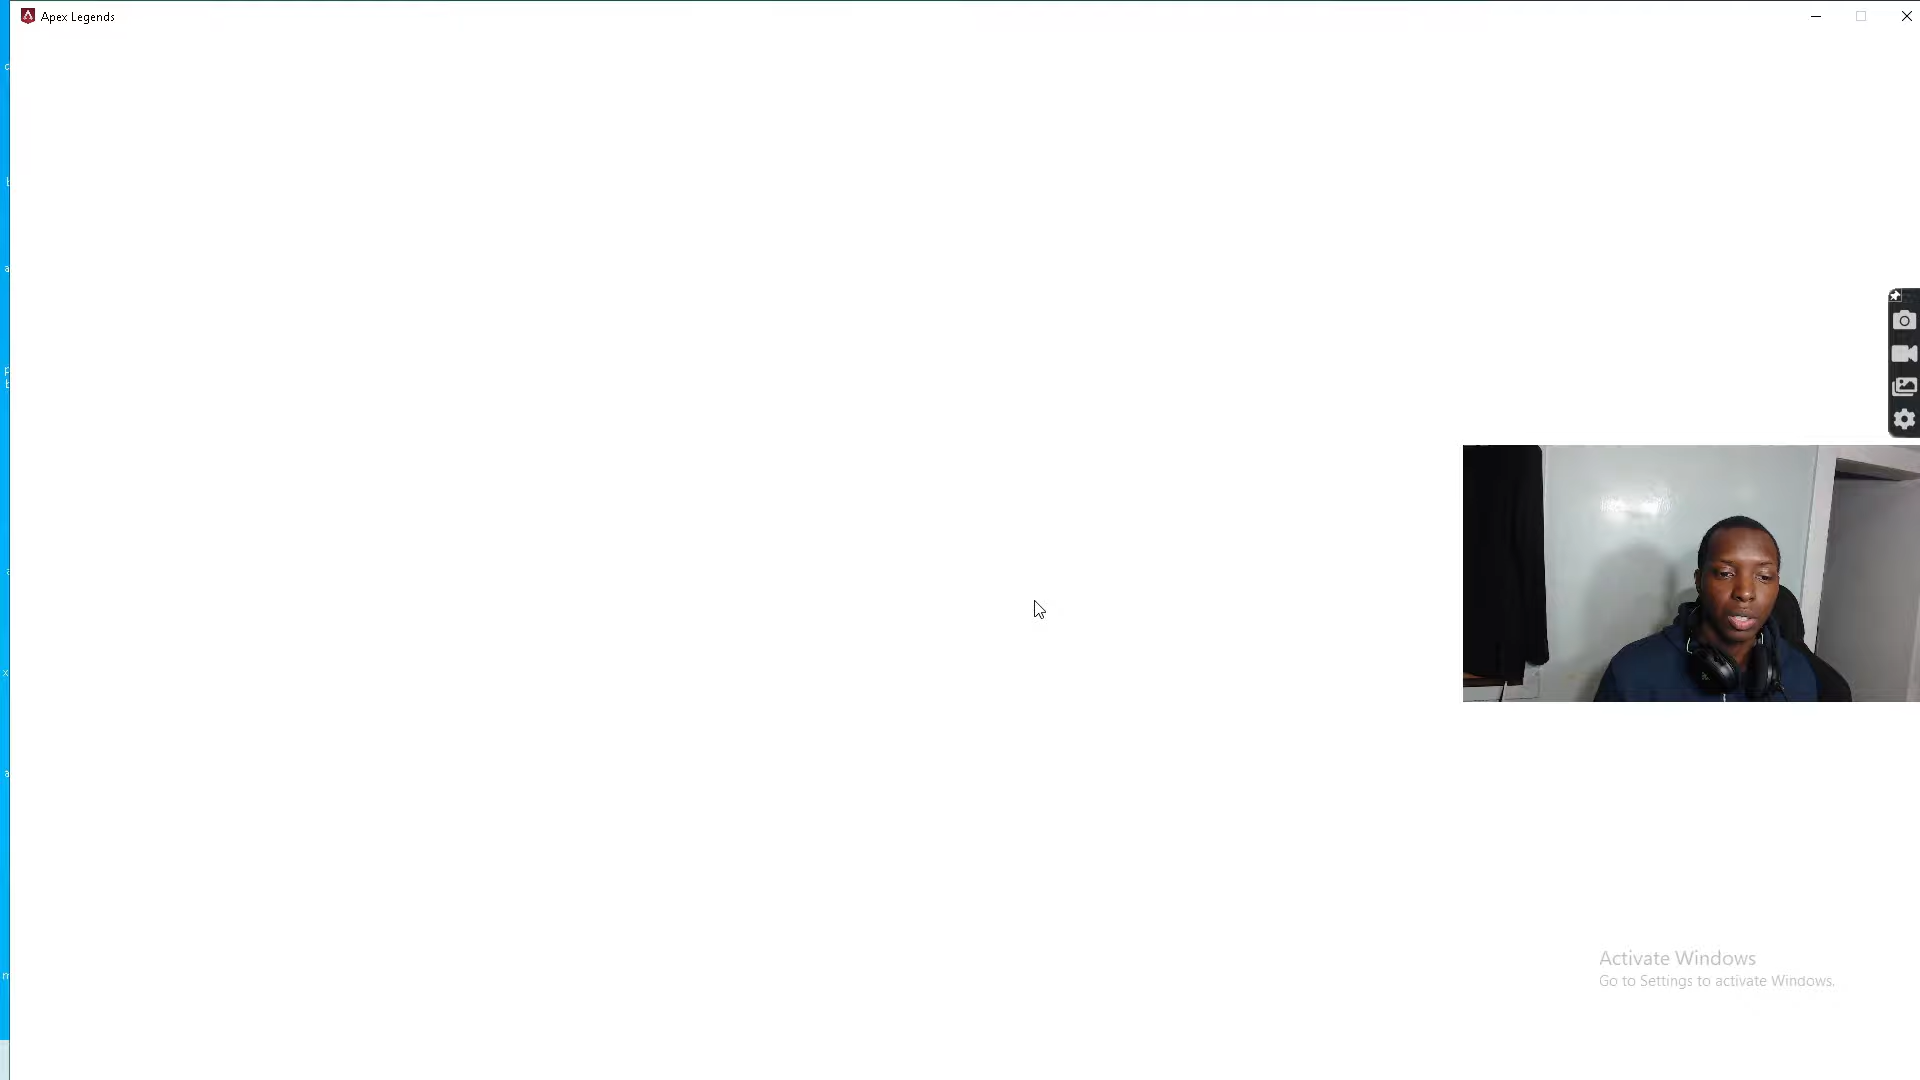 Apex Legends
Activate Windows
Go to Settings to activate Windows.